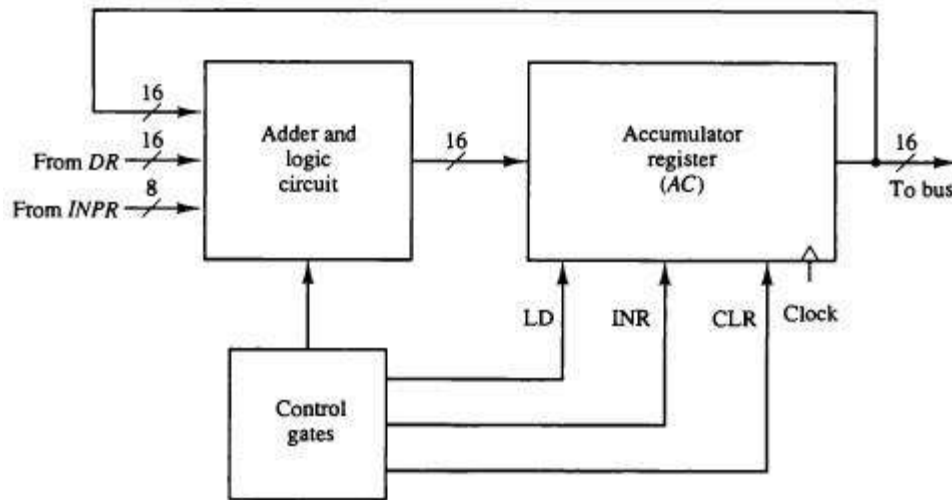 16
16
From DR
8
From INPR
Adder and
logic
circuit
16
Accumulator
register
(AC)
16
To bus
LD
INR
CLR
Clock
Control
gates